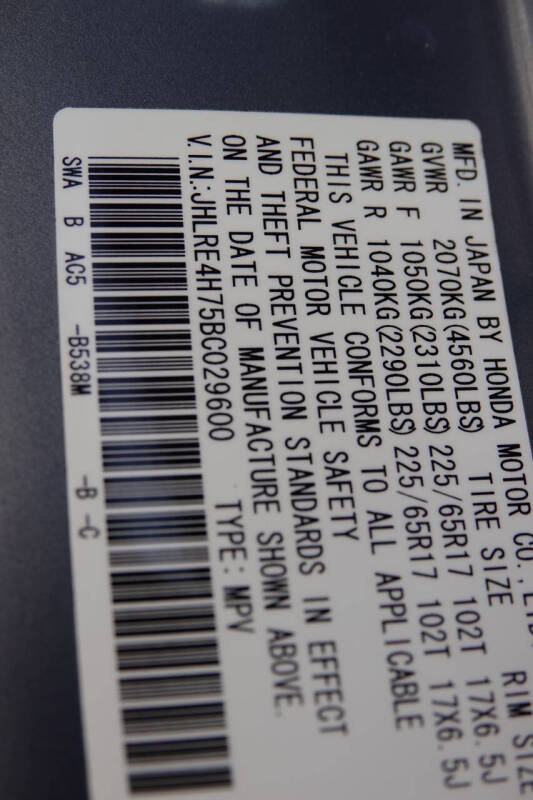 MFD. IN JAPAN BY HONDA MOTOR CO., LTD.
GVWR 2070KG(4560LBS) TIRE SIZE RIM SIZE
GAWR F 1050KG(2310LBS) 225/65R17 102T 17X6.5J
GAWR R 1040KG(2290LBS) 225/65R17 102T 17X6.5J
THIS VEHICLE CONFORMS TO ALL APPLICABLE
FEDERAL MOTOR VEHICLE SAFETY
AND THEFT PREVENTION STANDARDS IN EFFECT
ON THE DATE OF MANUFACTURE SHOWN ABOVE.
V.I.N.:JHLRE4H75BC029600 TYPE: MPV
SWA B AC5 -B538M -B -C